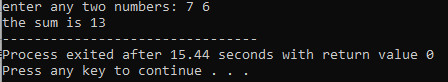 enter any two numbers: 7 6
the sum is 13
--------------------------------
Process exited after 15.44 seconds with return value 0
Press any key to continue . . .